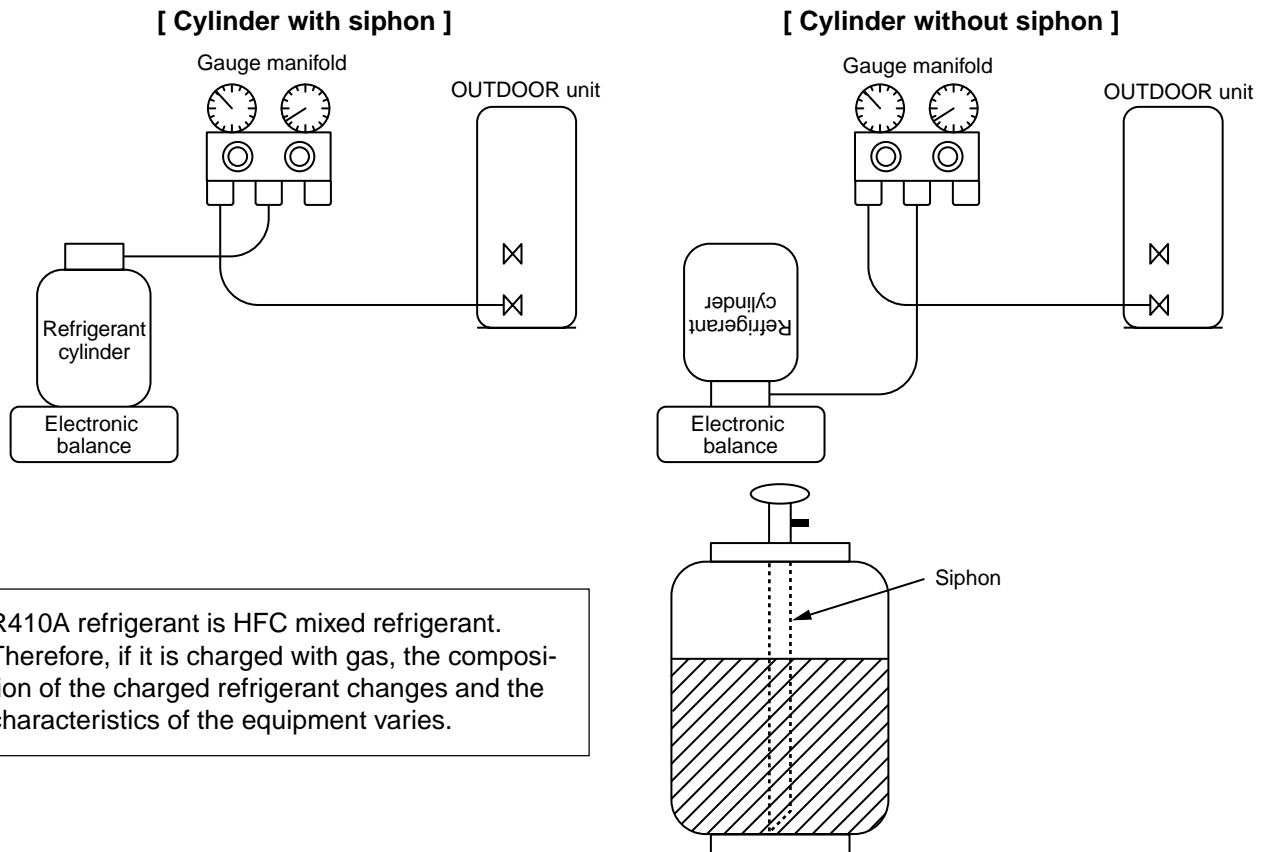 [ Cylinder with siphon ]
Gauge manifold
OUTDOOR unit
Refrigerant
cylinder
Electronic
balance
[ Cylinder without siphon ]
Gauge manifold
OUTDOOR unit
Refrigerant
cylinder
Electronic
balance
Siphon
R410A refrigerant is HFC mixed refrigerant.
Therefore, if it is charged with gas, the composi-
tion of the charged refrigerant changes and the
characteristics of the equipment varies.